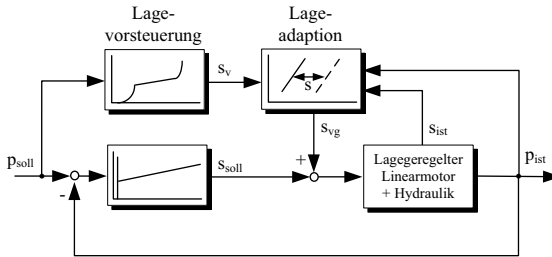 Lage-
vorsteuerung
Lage-
adaption
s_v
s
s_vg
s_ist
p_soll
s_soll
+
-
Lagegeregelter
Linearmotor
+ Hydraulik
p_ist